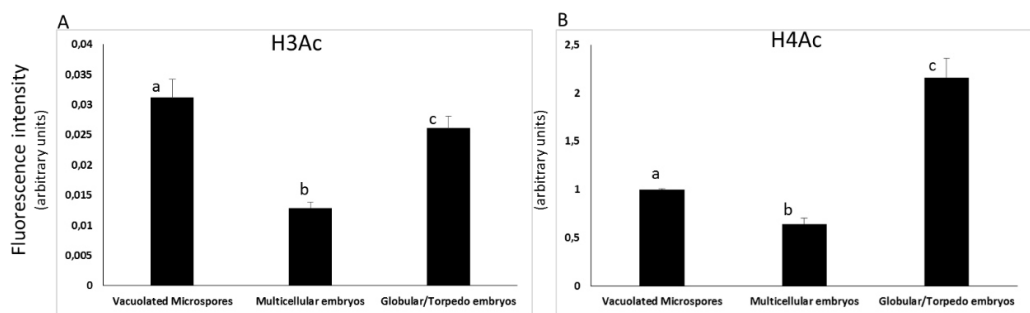 A
H3Ac
Fluorescence intensity
(arbitrary units)
0,04
0,035
0,03
0,025
0,02
0,015
0,01
0,005
0
a
b
c
Vacuolated Microspores
Multicellular embryos
Globular/Torpedo embryos
B
H4Ac
(arbitrary units)
2,5
2
1,5
1
0,5
0
a
b
c
Vacuolated Microspores
Multicellular embryos
Globular/Torpedo embryos